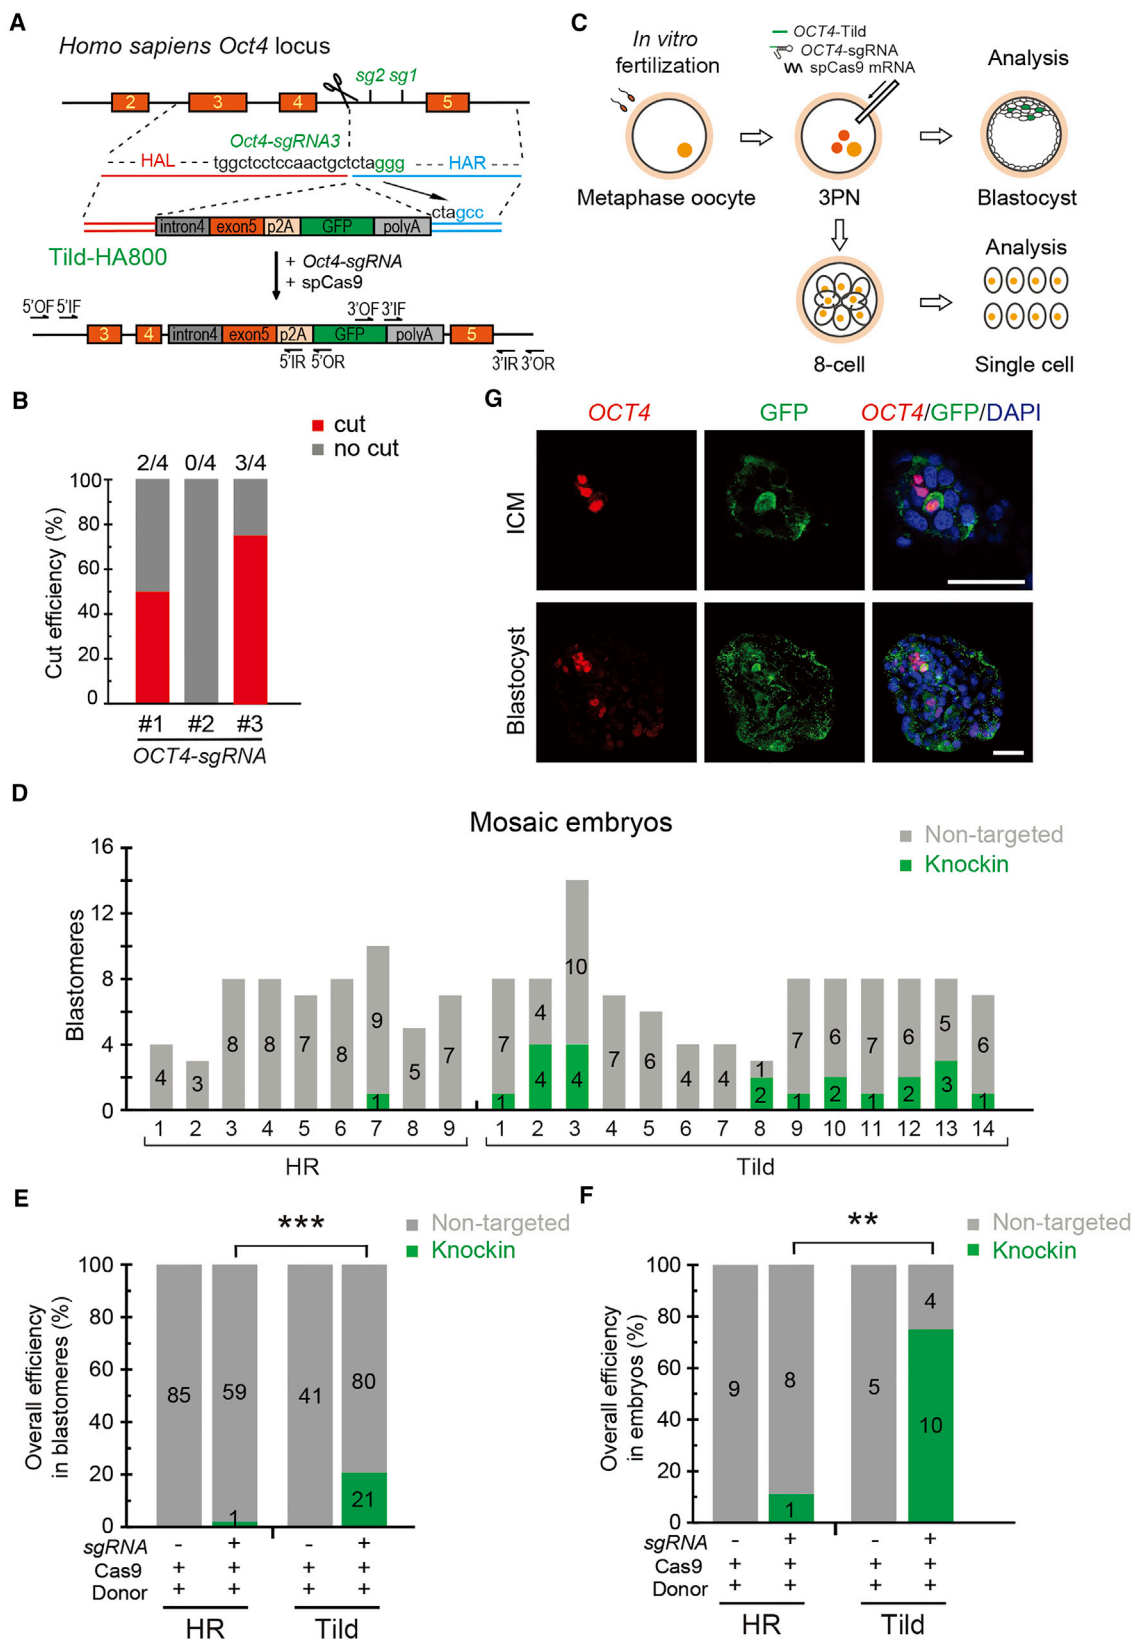 A
Homo sapiens Oct4 locus
sg2 sg1
2 3 4 5
Oct4-sgRNA3
HAL tggctcctccaactgctctaggg HAR
ctagcc
intron4 exon5 p2A GFP polyA
Tild-HA800
+ Oct4-sgRNA
+ spCas9
5'OF 5'IF 3'OF 3'IF
3 4 intron4 exon5 p2A GFP polyA 5
5'IR 5'OR 3'IR 3'OR
B
cut
no cut
2/4 0/4 3/4
Cut efficiency (%)
100
80
60
40
20
0
#1 #2 #3
OCT4-sgRNA
C
In vitro
fertilization
OCT4-Tild
OCT4-sgRNA
spCas9 mRNA
Analysis
Metaphase oocyte 3PN Blastocyst
Analysis
8-cell Single cell
G
OCT4 GFP OCT4/GFP/DAPI
ICM
Blastocyst
D
Mosaic embryos
Non-targeted
Knockin
Blastomeres
16
12
8
4
0
4 3 8 8 7 8 9 1 5 7 7 1 4 4 10 4 7 6 4 4 1 2 7 1 6 2 7 1 6 2 5 3 6 1
1 2 3 4 5 6 7 8 9 1 2 3 4 5 6 7 8 9 10 11 12 13 14
HR Tild
E
***
Non-targeted
Knockin
Overall efficiency
in blastomeres (%)
100
80
60
40
20
0
85 59 41 80
1 21
sgRNA - + - +
Cas9 + + + +
Donor + + + +
HR Tild
F
**
Non-targeted
Knockin
Overall efficiency
in embryos (%)
100
80
60
40
20
0
9 8 5 4
1 10
sgRNA - + - +
Cas9 + + + +
Donor + + + +
HR Tild